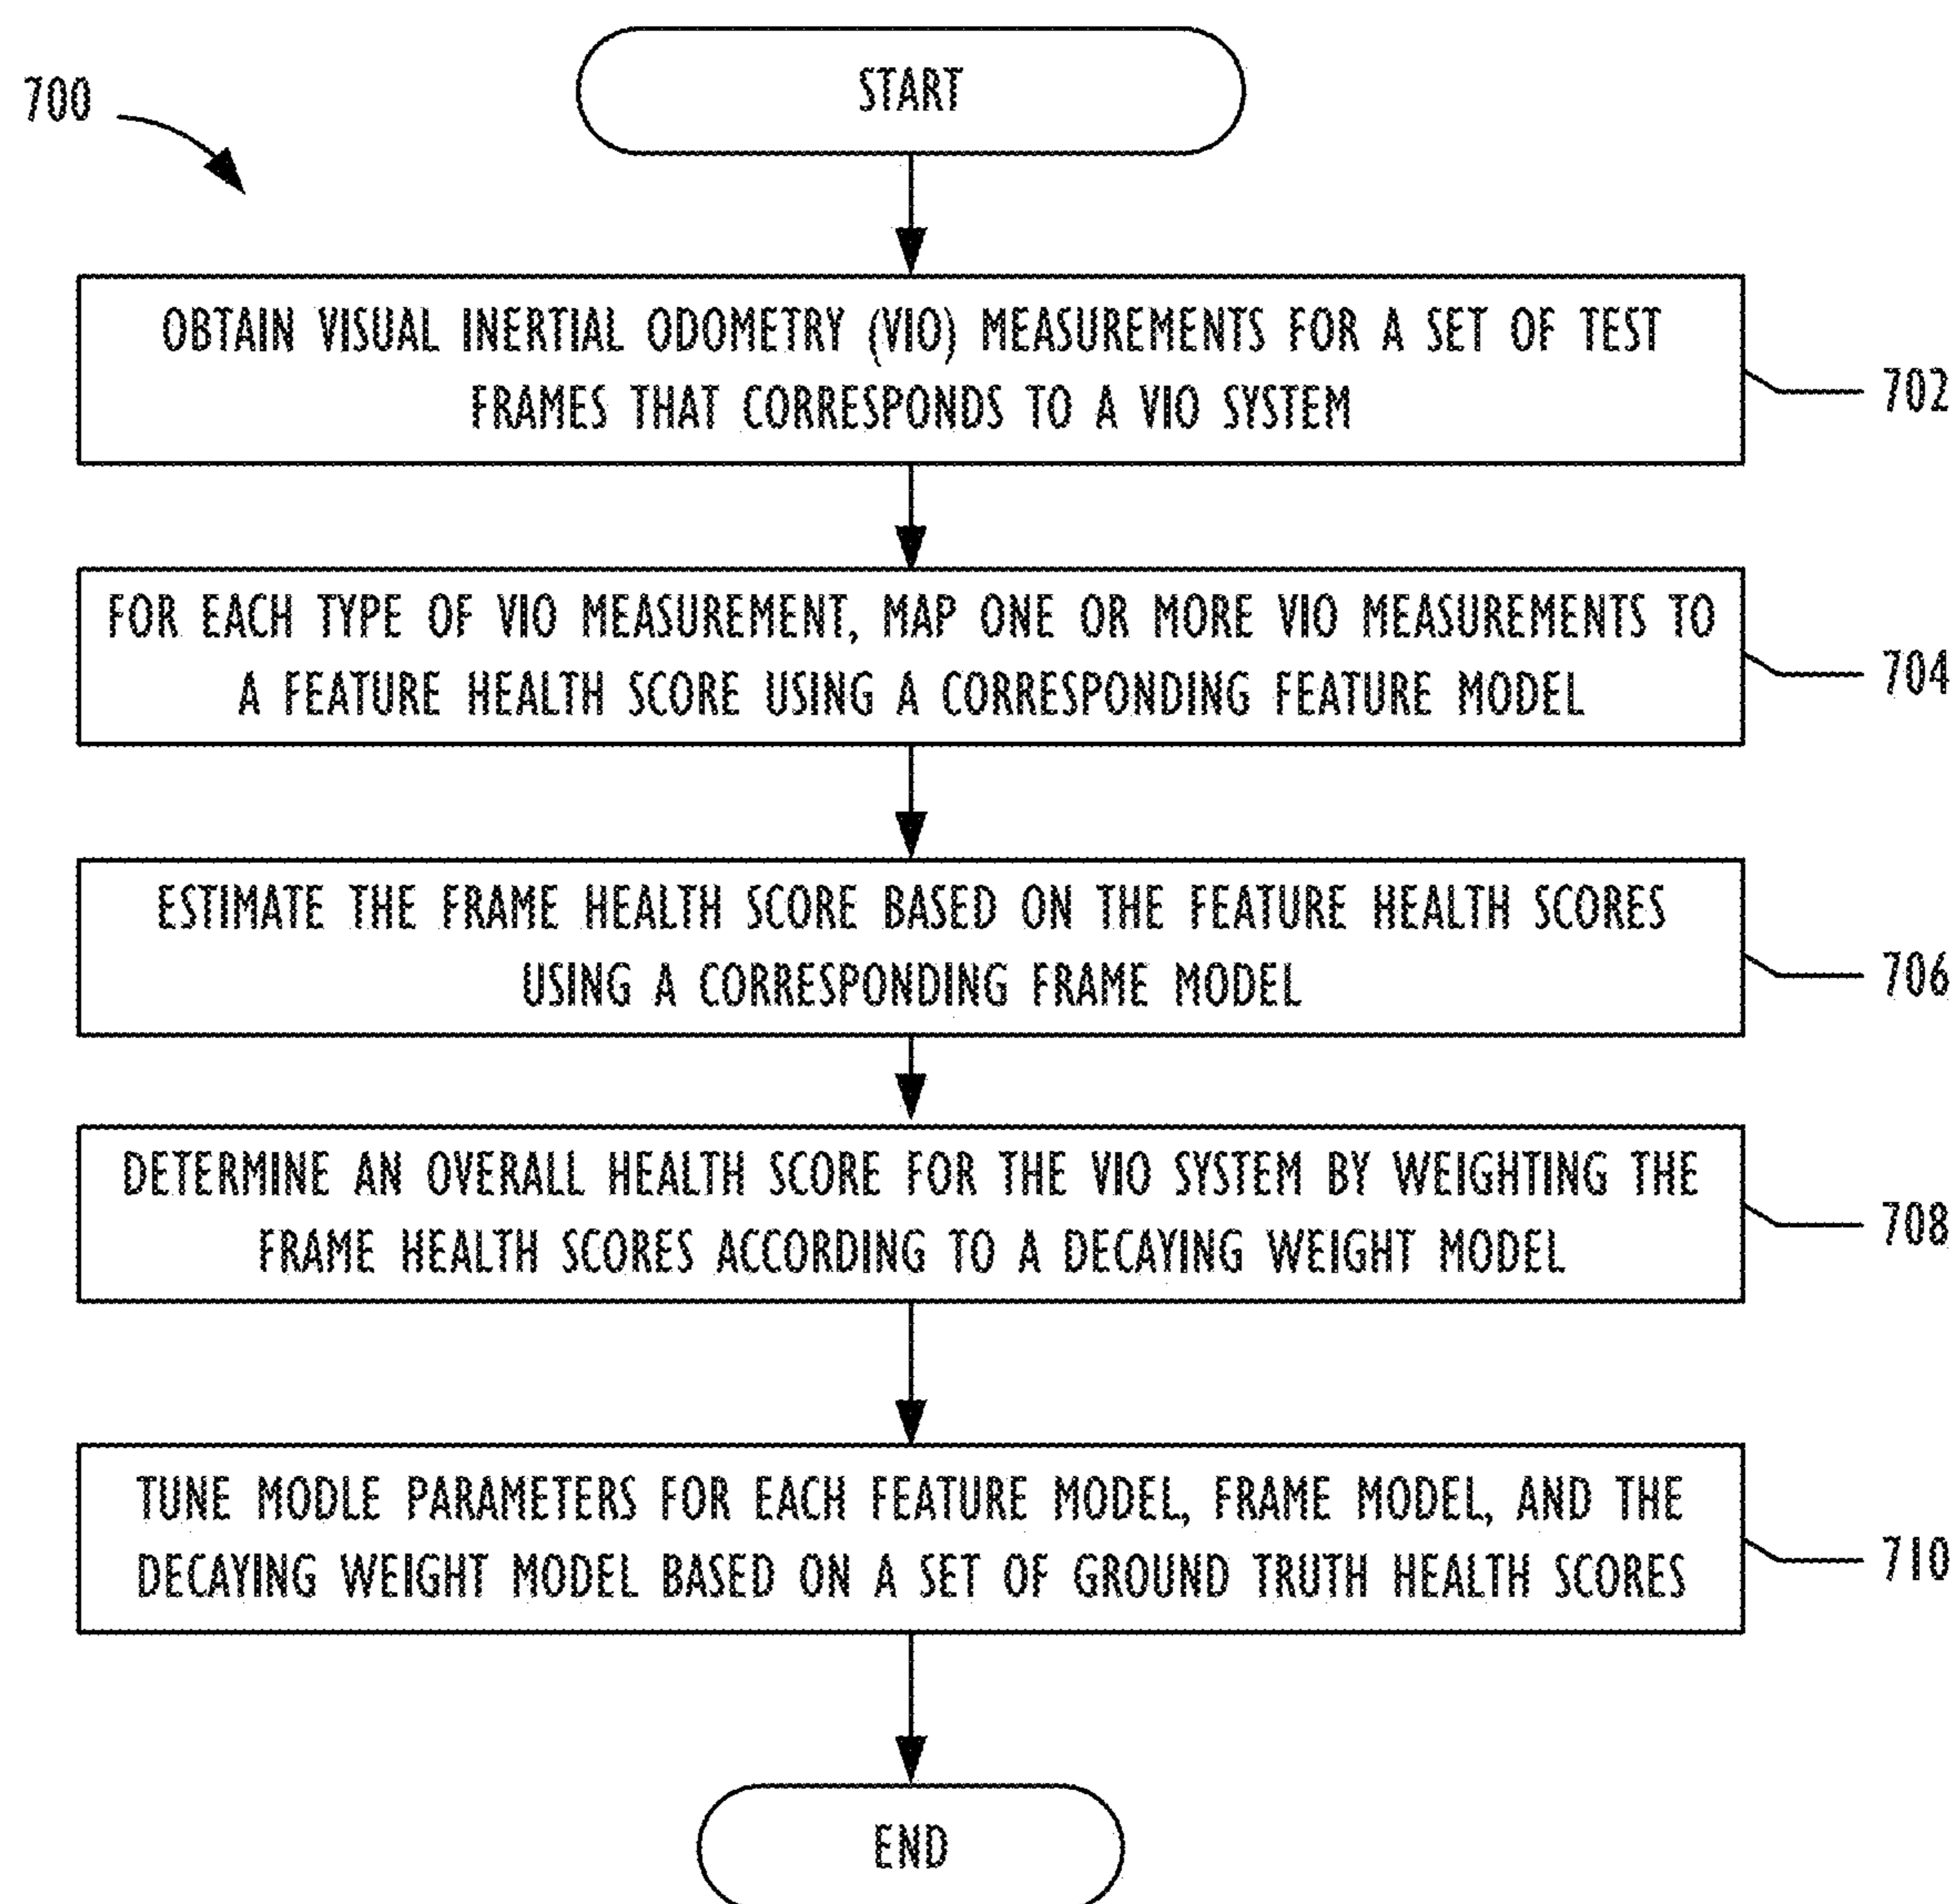 700
START
OBTAIN VISUAL INERTIAL ODOMETRY (VIO) MEASUREMENTS FOR A SET OF TEST
FRAMES THAT CORRESPONDS TO A VIO SYSTEM
702
FOR EACH TYPE OF VIO MEASUREMENT, MAP ONE OR MORE VIO MEASUREMENTS TO
A FEATURE HEALTH SCORE USING A CORRESPONDING FEATURE MODEL
704
ESTIMATE THE FRAME HEALTH SCORE BASED ON THE FEATURE HEALTH SCORES
USING A CORRESPONDING FRAME MODEL
706
DETERMINE AN OVERALL HEALTH SCORE FOR THE VIO SYSTEM BY WEIGHTING THE
FRAME HEALTH SCORES ACCORDING TO A DECAYING WEIGHT MODEL
708
TUNE MODLE PARAMETERS FOR EACH FEATURE MODEL, FRAME MODEL, AND THE
DECAYING WEIGHT MODEL BASED ON A SET OF GROUND TRUTH HEALTH SCORES
710
END